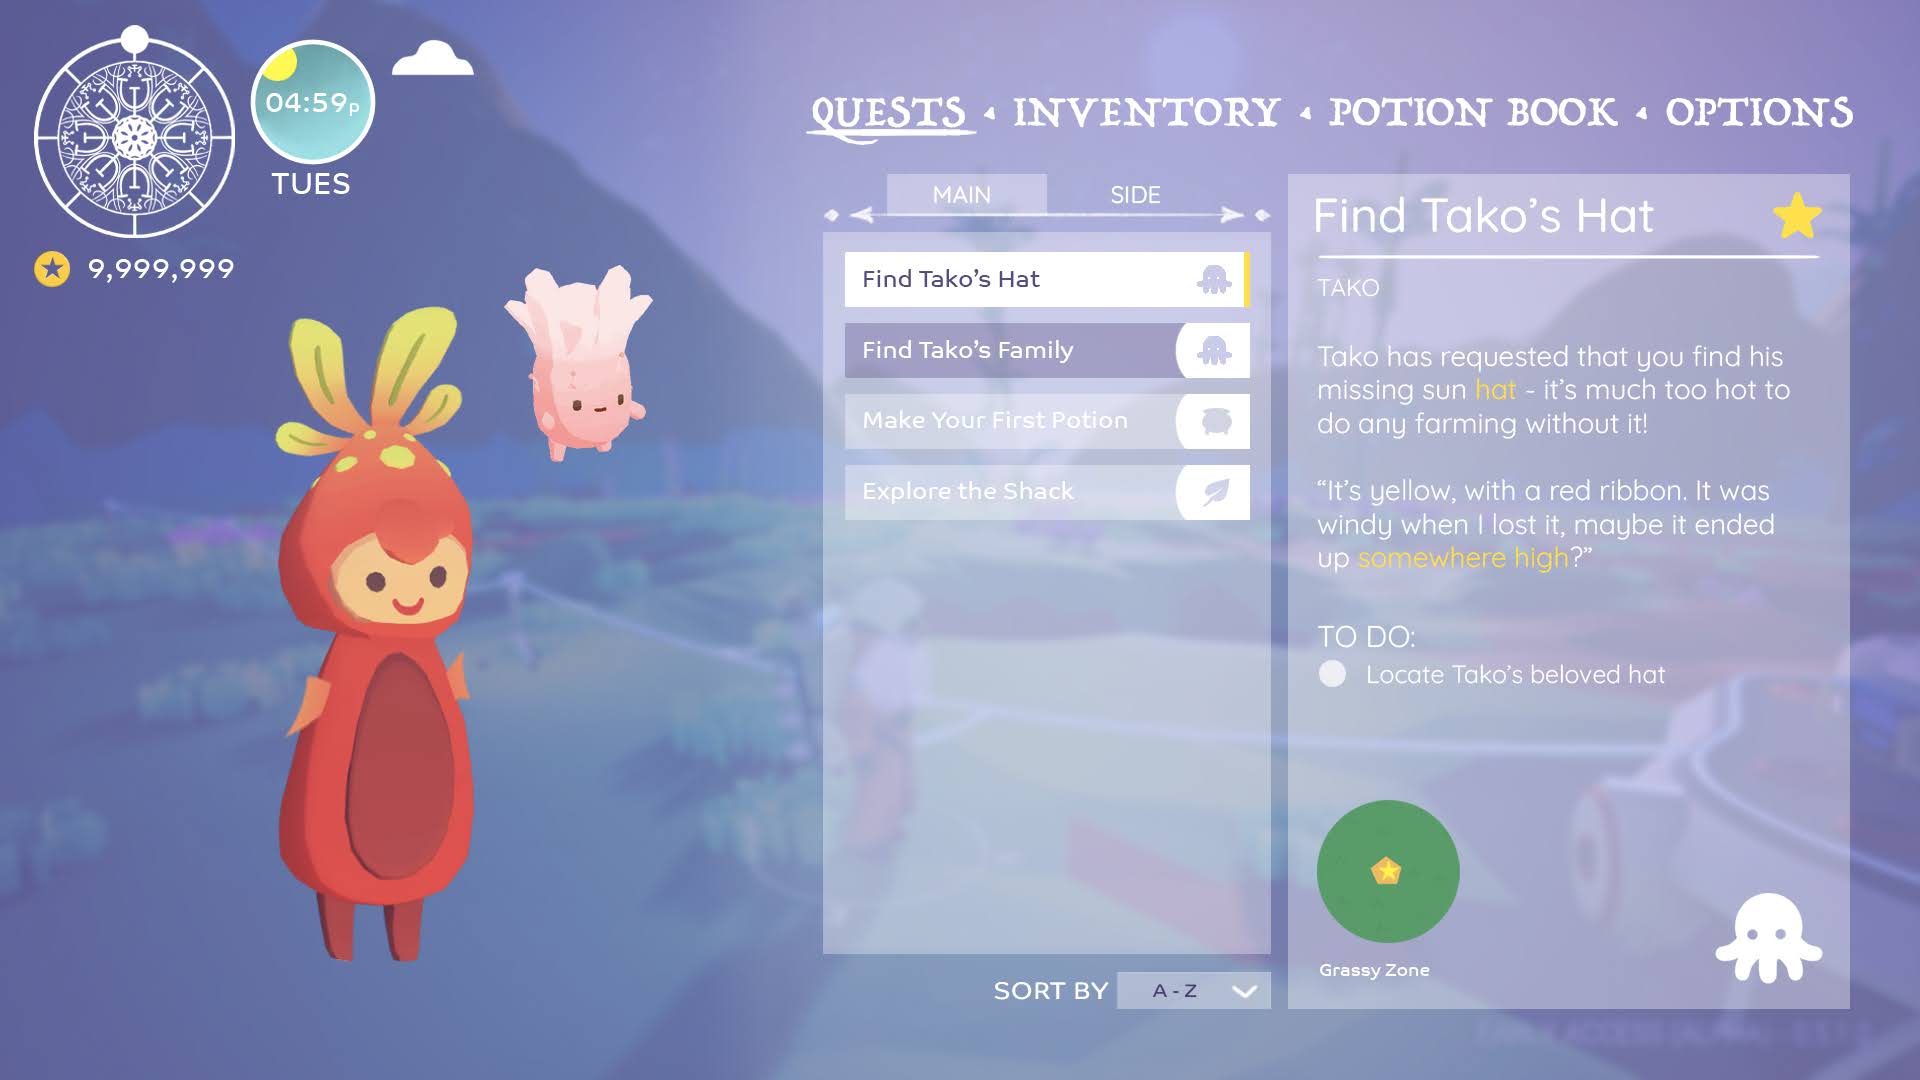 04:59p
TUES
9,999,999
QUESTS • INVENTORY • POTION BOOK • OPTIONS
MAIN
SIDE
Find Tako’s Hat
Find Tako’s Family
Make Your First Potion
Explore the Shack
SORT BY
A - Z
Find Tako’s Hat
TAKO
Tako has requested that you find his
missing sun hat - it’s much too hot to
do any farming without it!
“It’s yellow, with a red ribbon. It was
windy when I lost it, maybe it ended
up somewhere high?”
TO DO:
Locate Tako’s beloved hat
Grassy Zone